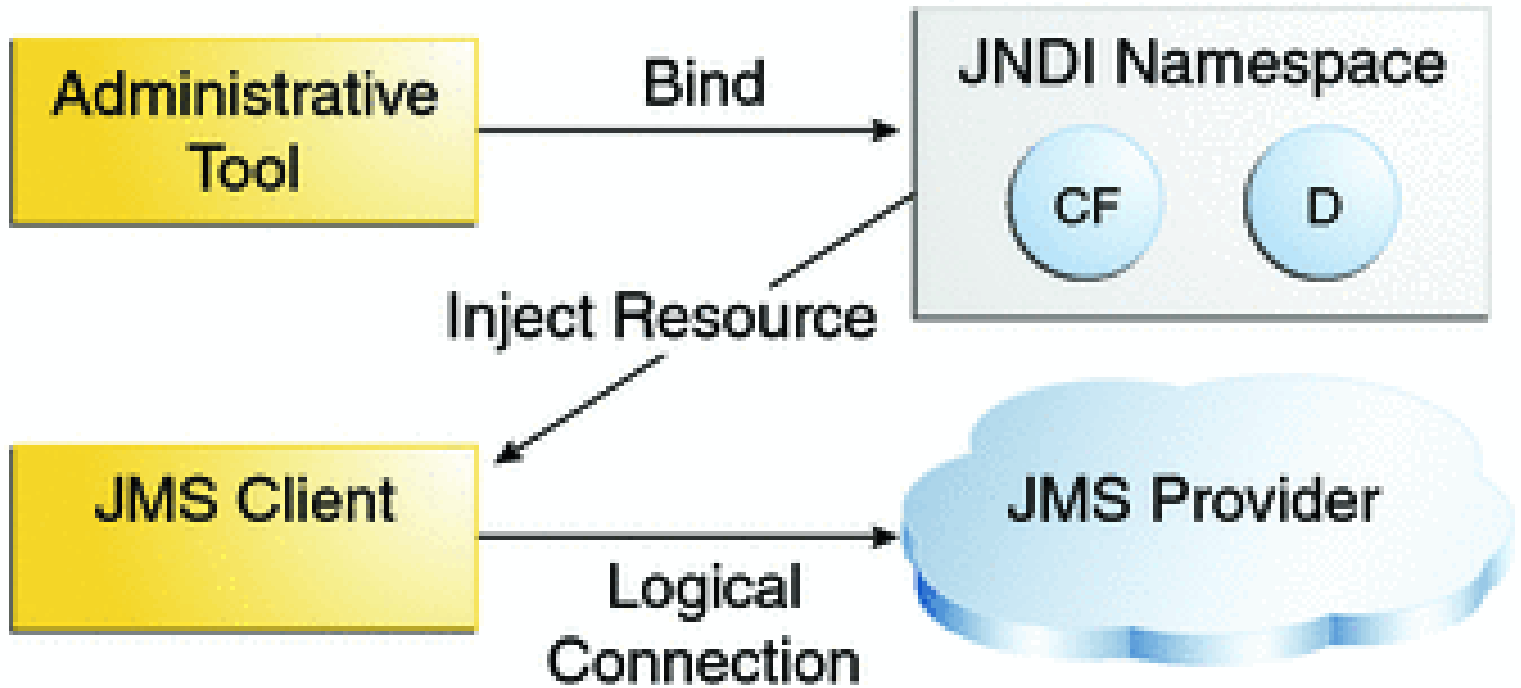 Administrative
Tool
Bind
JNDI Namespace
CF
D
Inject Resource
JMS Client
Logical
Connection
JMS Provider